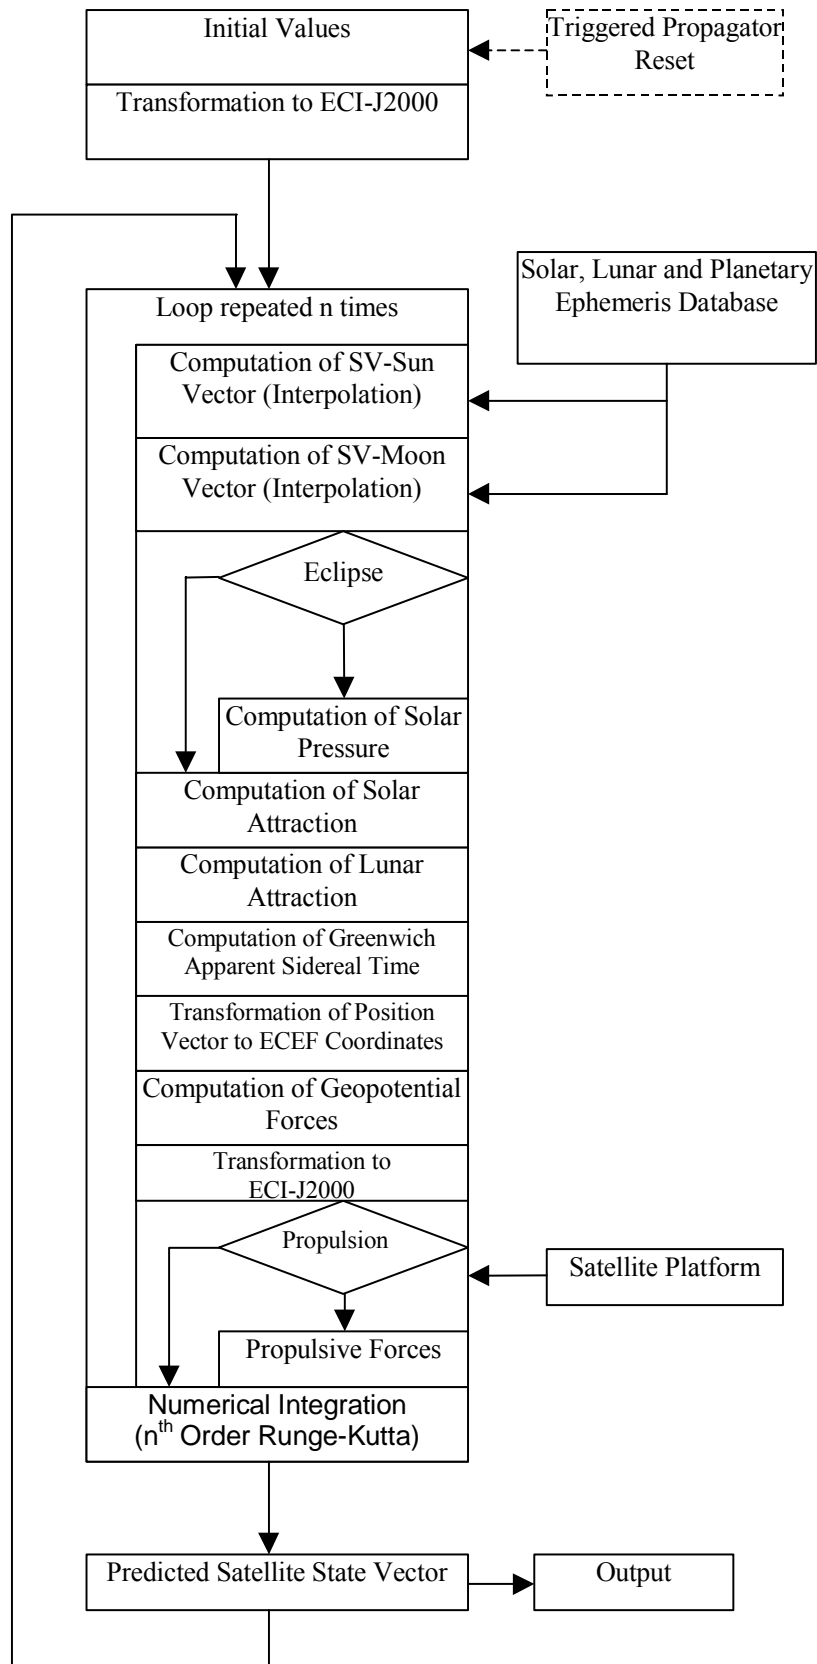 Initial Values
Triggered Propagator
Reset
Transformation to ECI-J2000
Solar, Lunar and Planetary
Ephemeris Database
Loop repeated n times
Computation of SV-Sun
Vector (Interpolation)
Computation of SV-Moon
Vector (Interpolation)
Eclipse
Computation of Solar
Pressure
Computation of Solar
Attraction
Computation of Lunar
Attraction
Computation of Greenwich
Apparent Sidereal Time
Transformation of Position
Vector to ECEF Coordinates
Computation of Geopotential
Forces
Transformation to
ECI-J2000
Propulsion
Satellite Platform
Propulsive Forces
Numerical Integration
(nth Order Runge-Kutta)
Predicted Satellite State Vector
Output